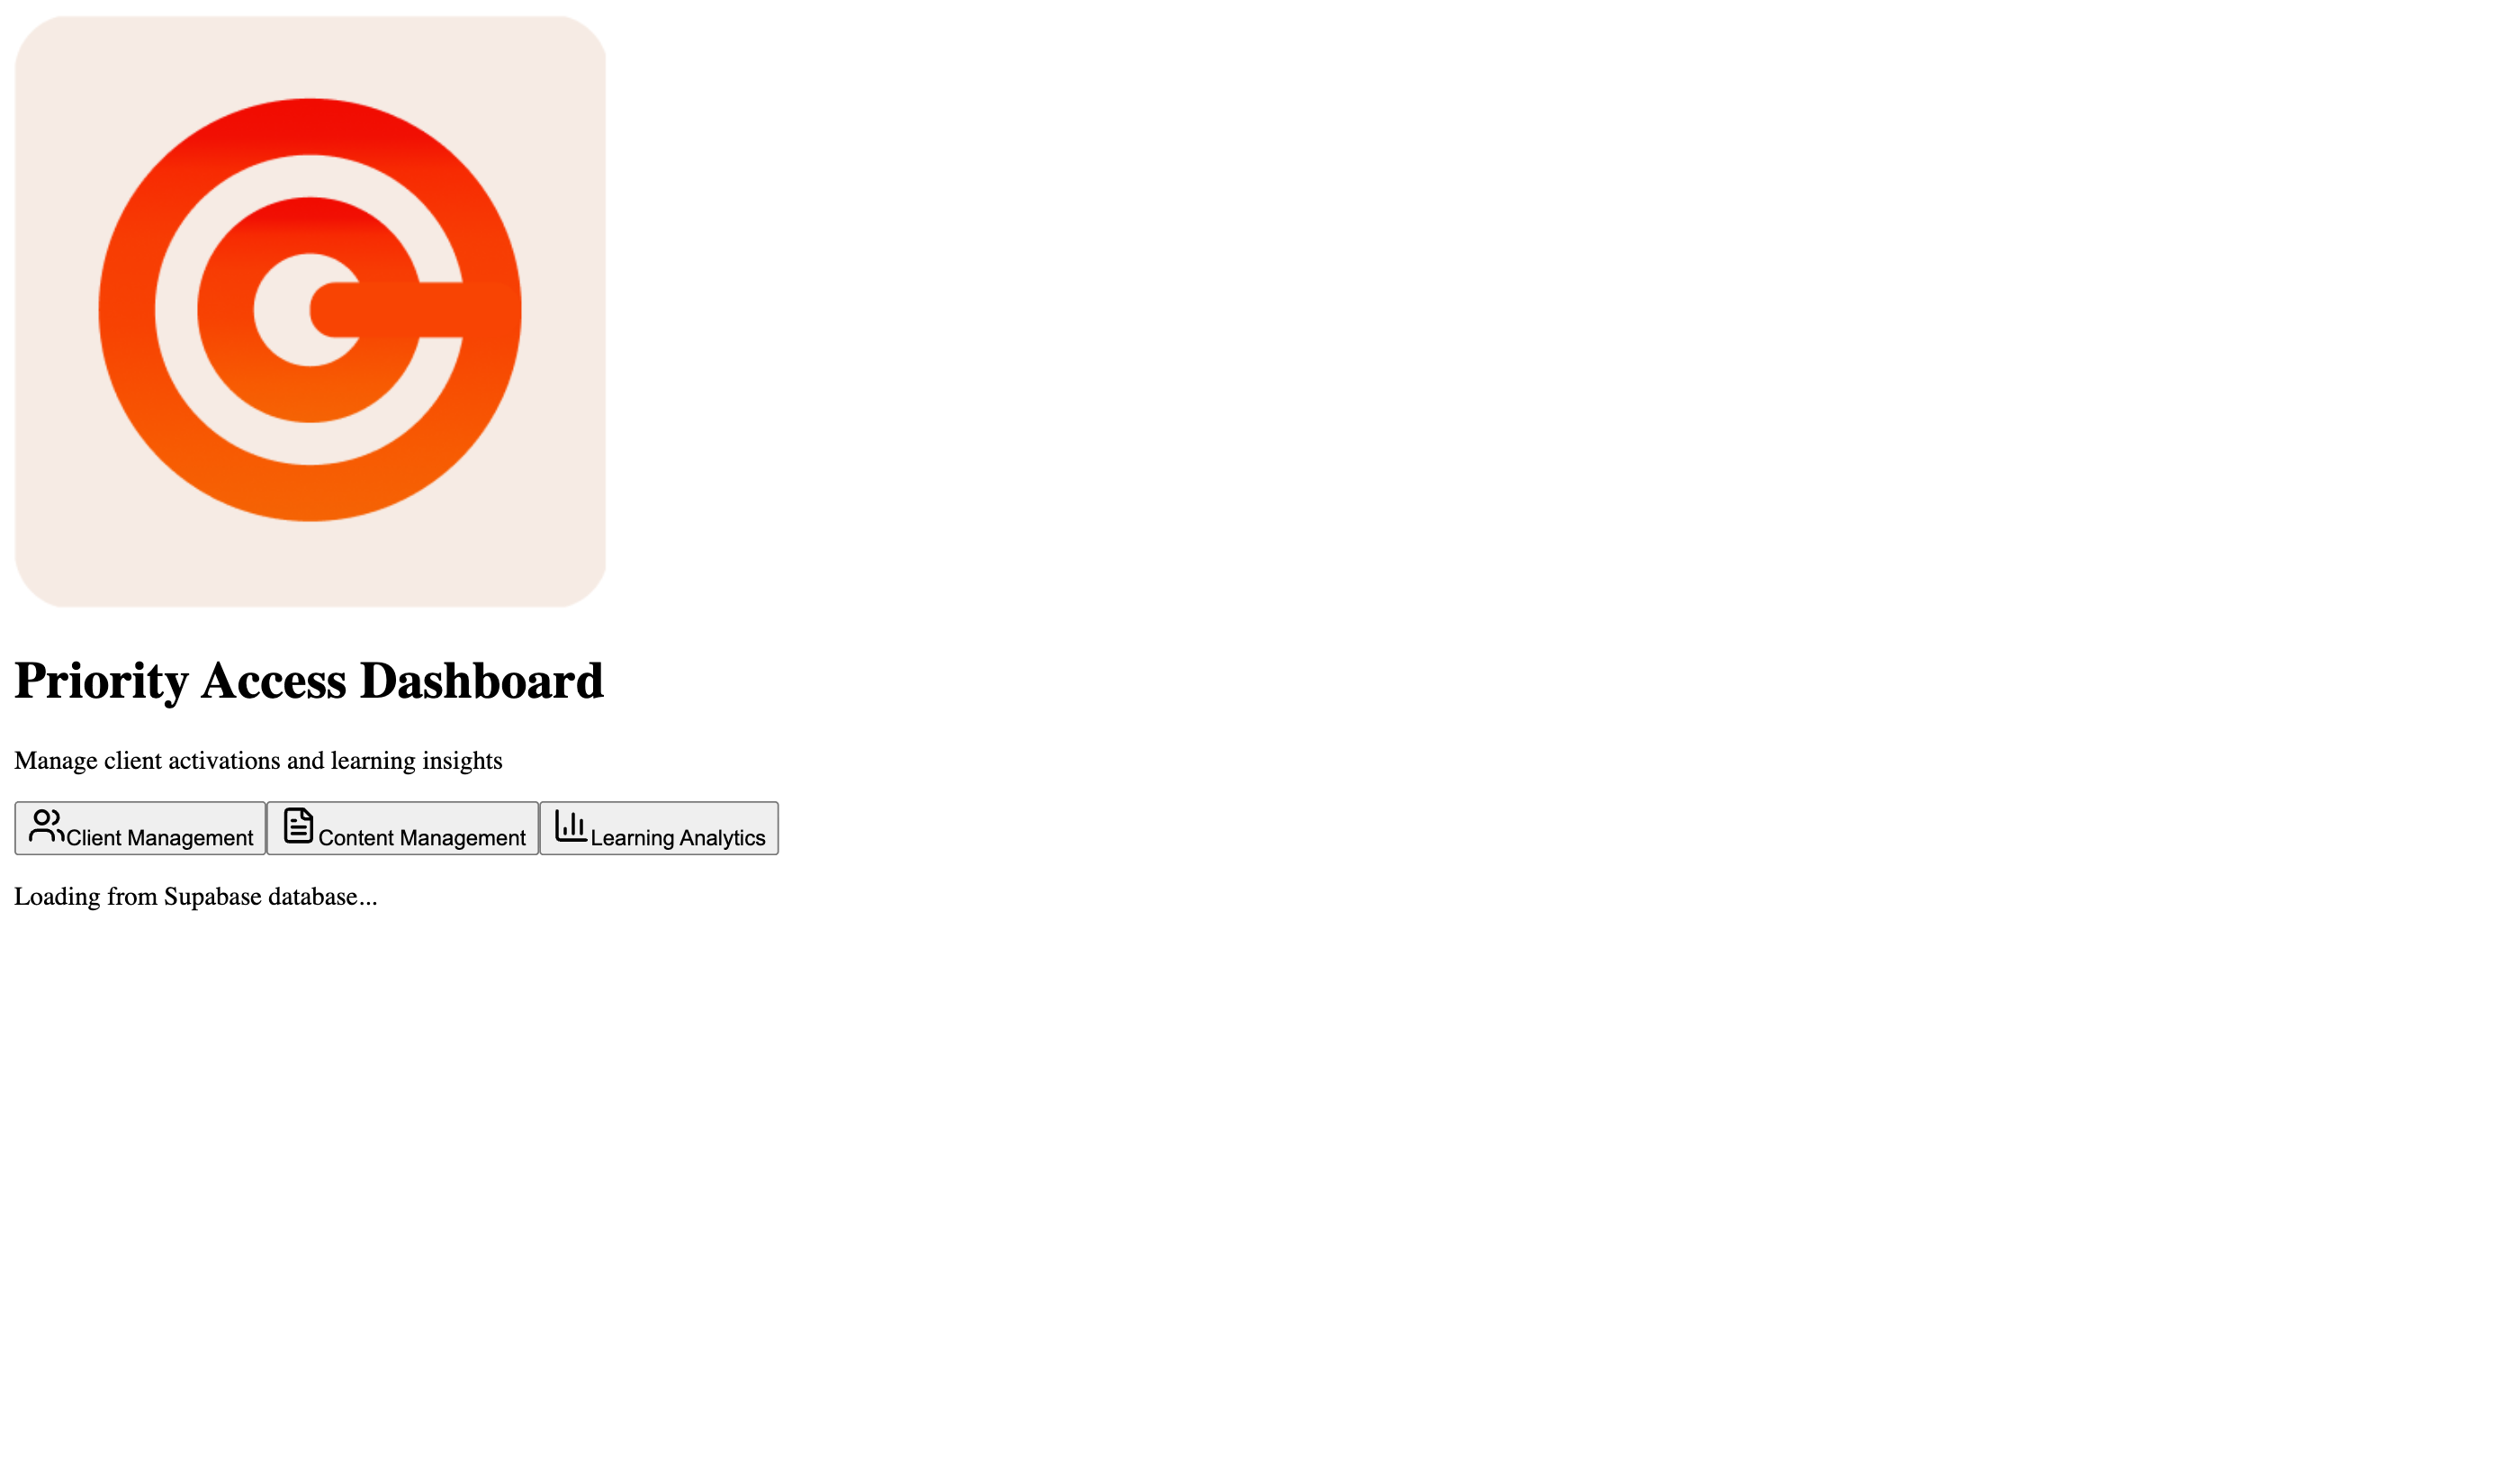 Priority Access Dashboard
Manage client activations and learning insights
Client Management Content Management Learning Analytics
Loading from Supabase database...